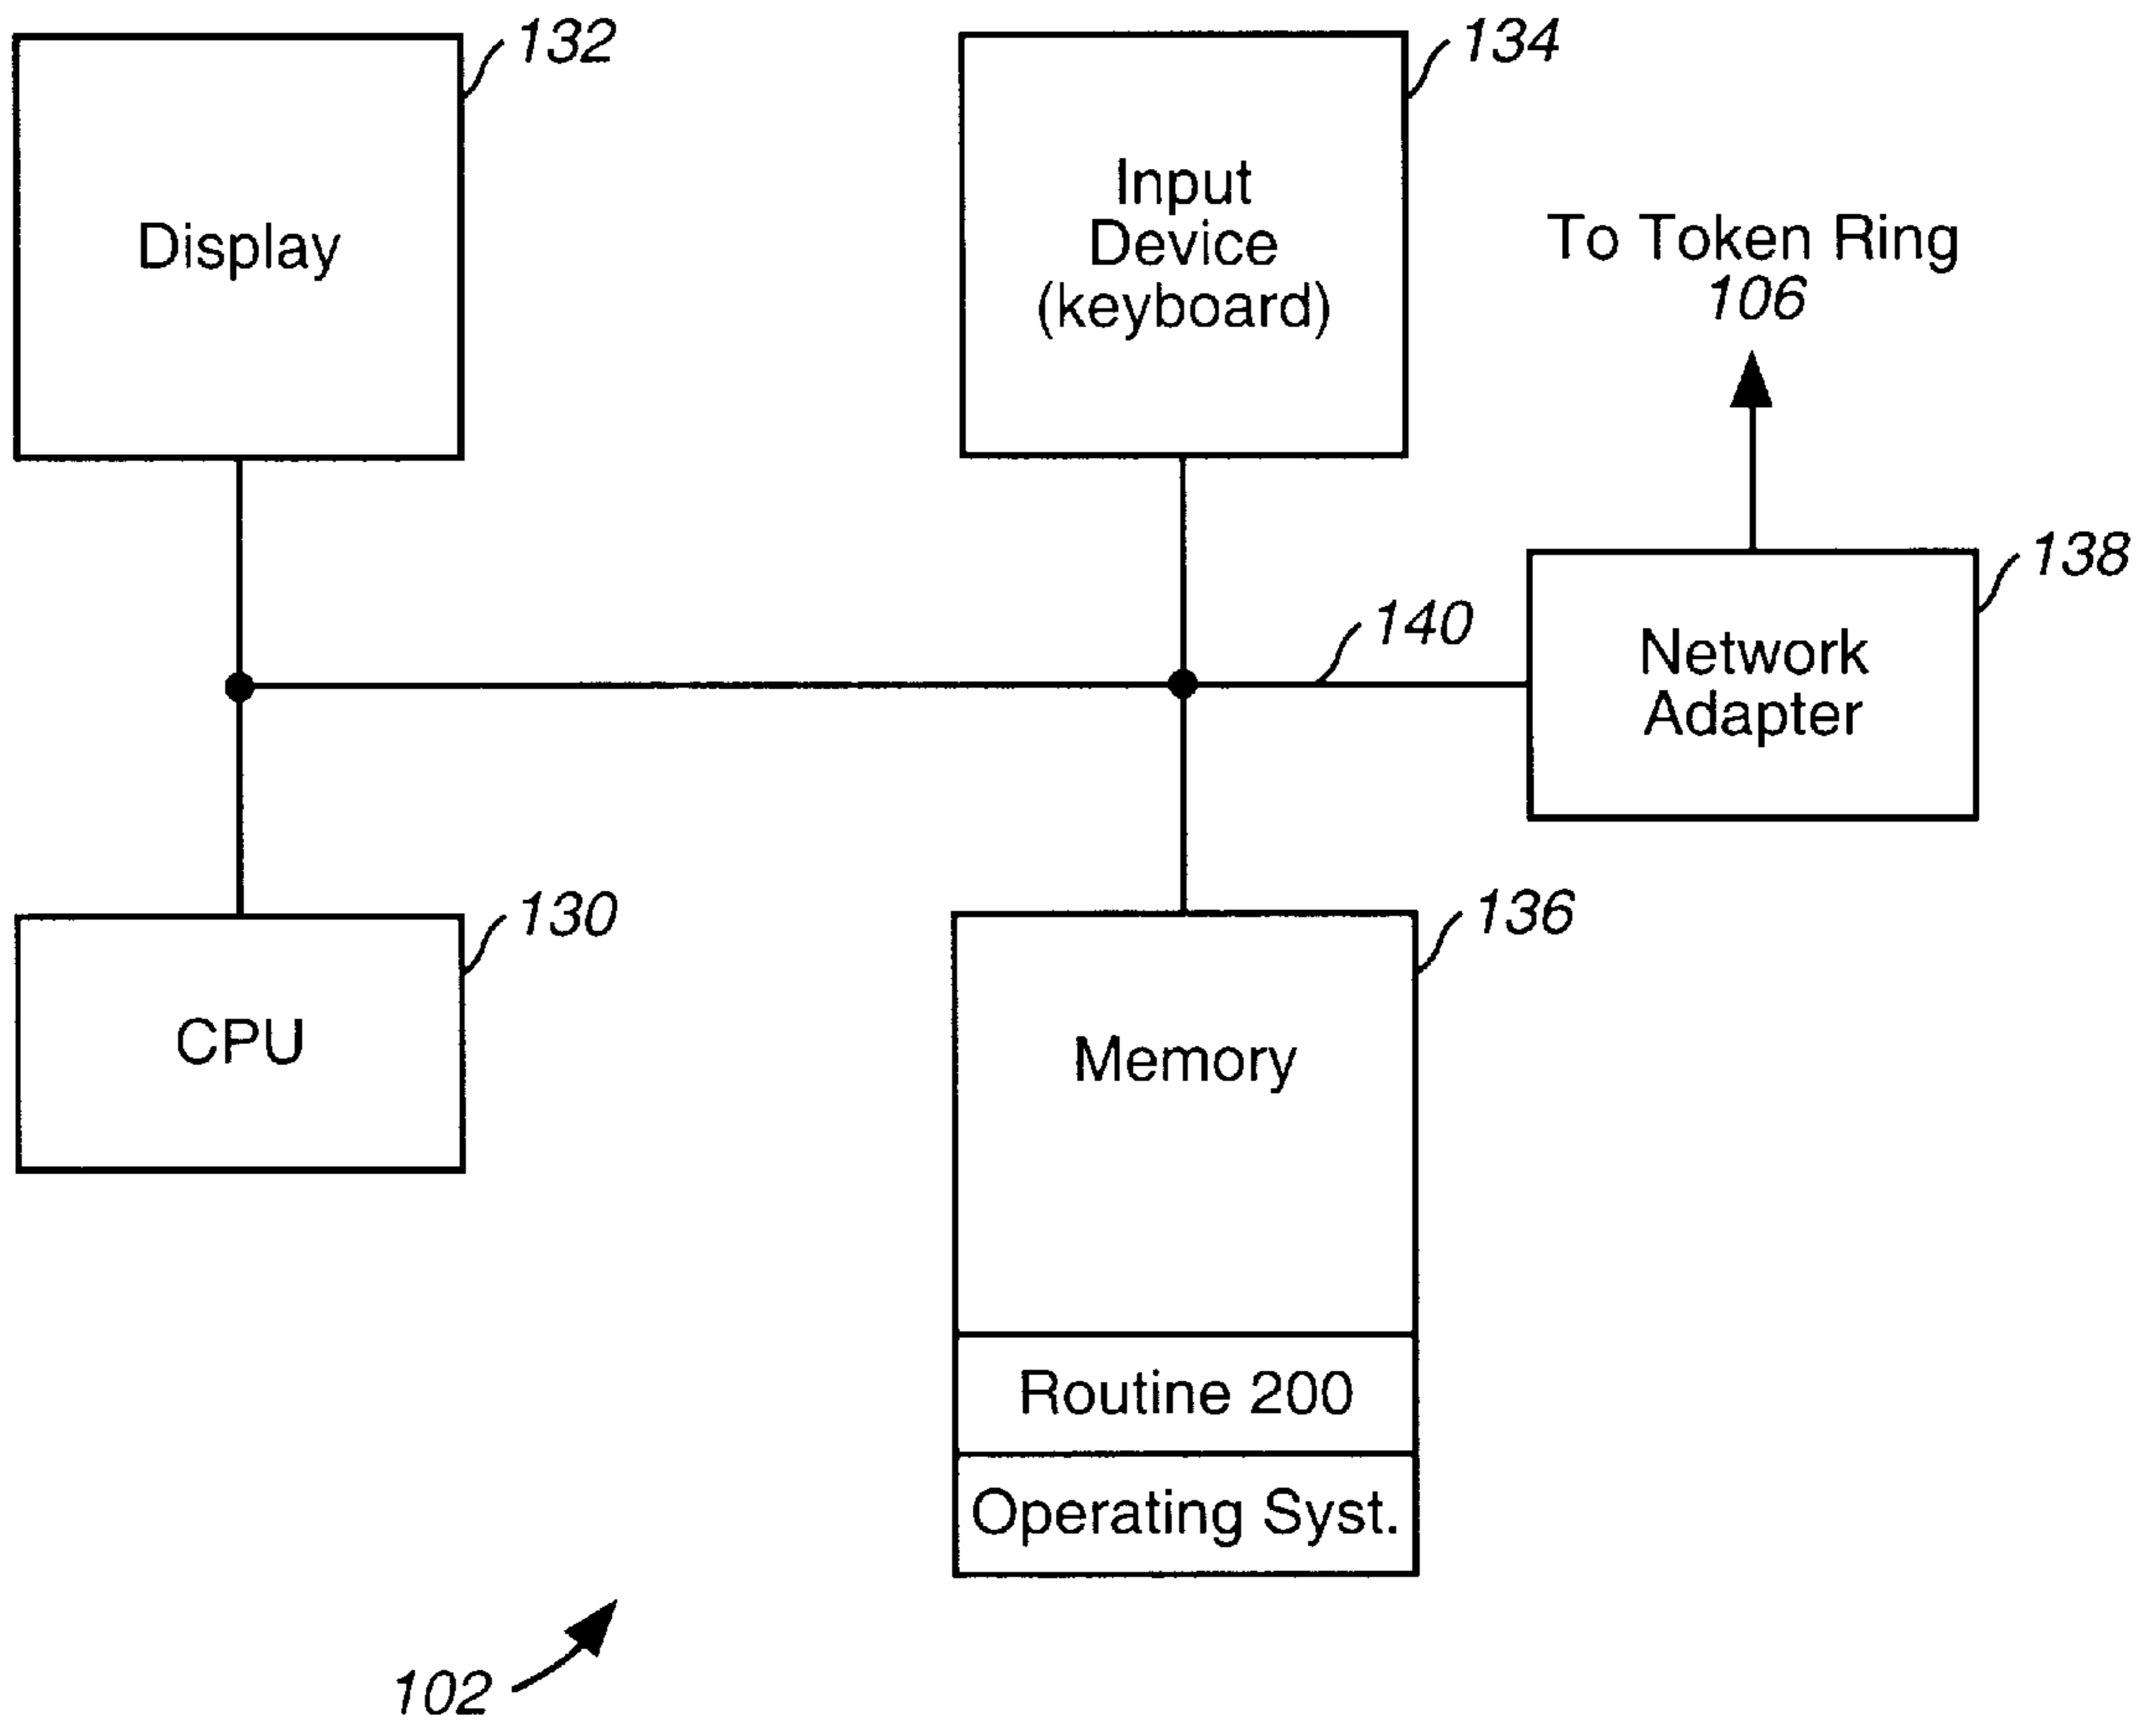 132
134
Display
Input
Device
(keyboard)
To Token Ring
106
138
140
Network
Adapter
130
136
CPU
Memory
Routine 200
Operating Syst.
102